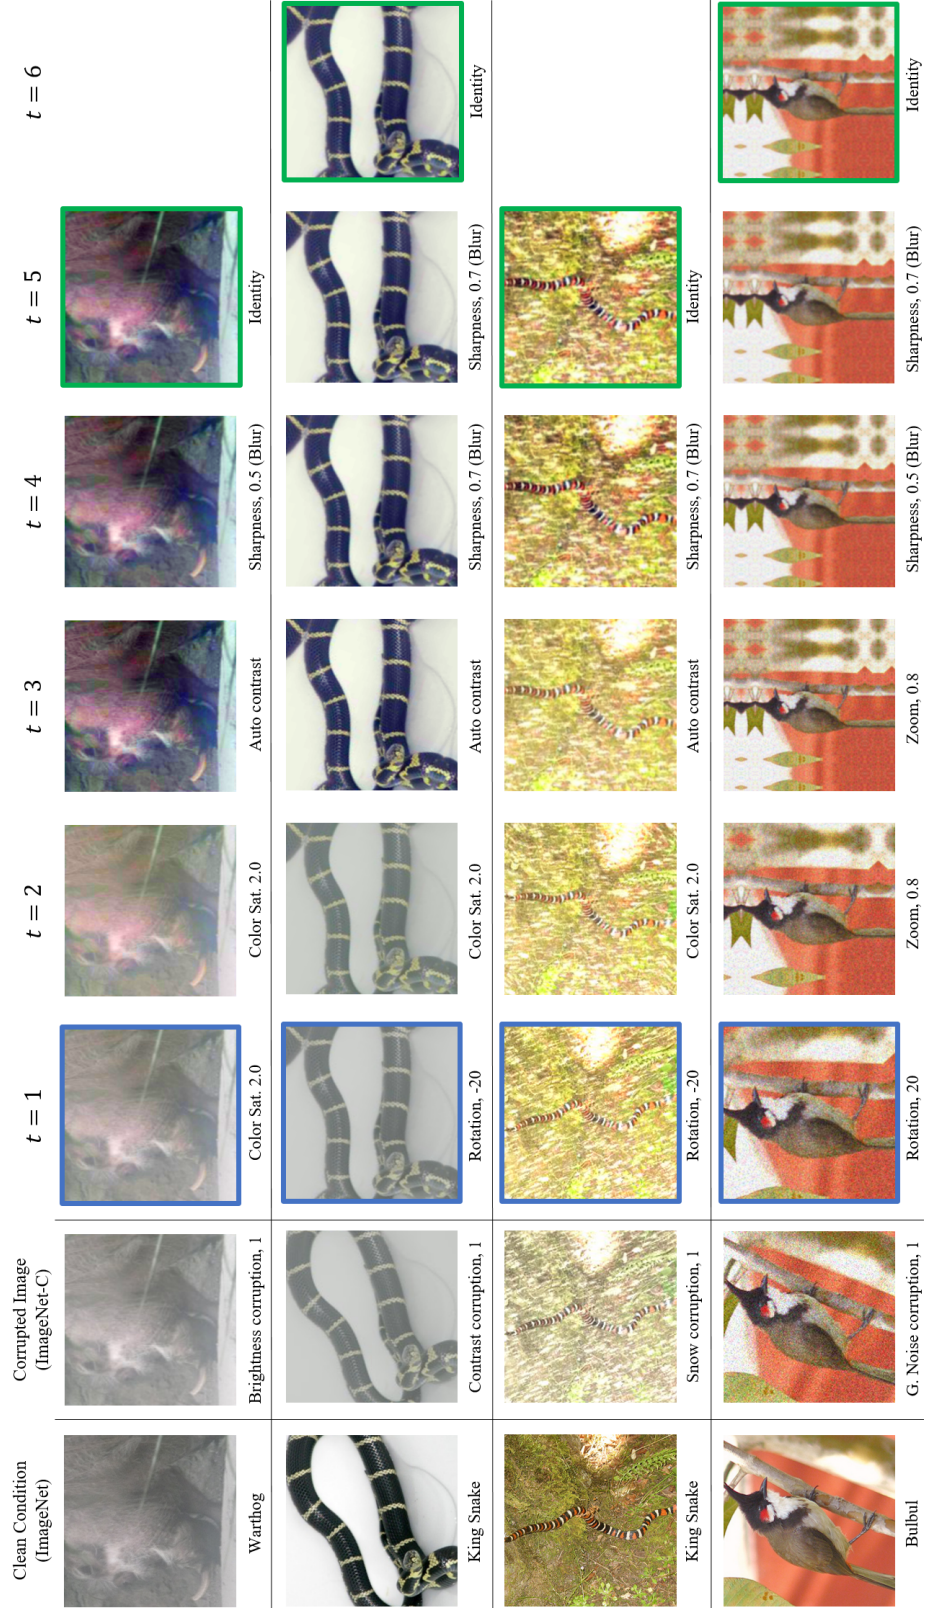 Clean Condition
(ImageNet)
Corrupted Image
(ImageNet-C)
t = 1
t = 2
t = 3
t = 4
t = 5
t = 6
Warthog
Brightness corruption, 1
Color Sat. 2.0
Color Sat. 2.0
Auto contrast
Sharpness, 0.5 (Blur)
Identity
King Snake
Contrast corruption, 1
Rotation, -20
Color Sat. 2.0
Auto contrast
Sharpness, 0.7 (Blur)
Sharpness, 0.7 (Blur)
Identity
King Snake
Snow corruption, 1
Rotation, -20
Color Sat. 2.0
Auto contrast
Sharpness, 0.7 (Blur)
Identity
Bulbul
G. Noise corruption, 1
Rotation, 20
Zoom, 0.8
Zoom, 0.8
Sharpness, 0.5 (Blur)
Sharpness, 0.7 (Blur)
Identity